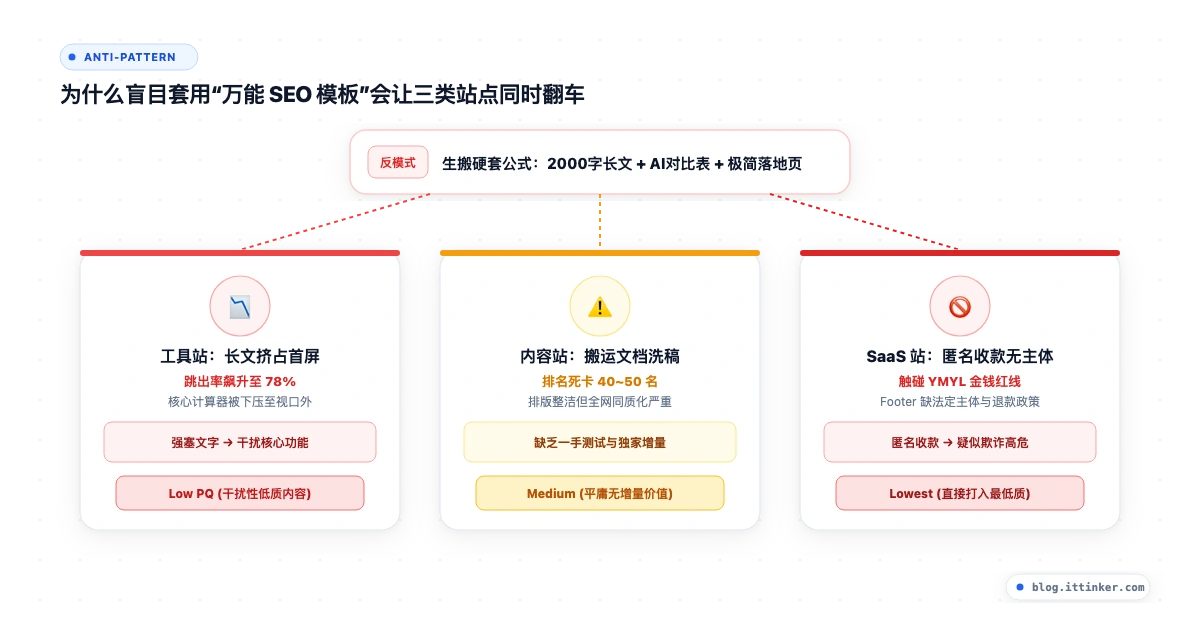 ANTI-PATTERN
为什么盲目套用“万能 SEO 模板”会让三类站点同时翻车
反模式
生搬硬套公式：2000字长文 + AI对比表 + 极简落地页
工具站：长文挤占首屏
跳出率飙升至 78%
核心计算器被下压至视口外
强塞文字 → 干扰核心功能
Low PQ (干扰性低质内容)
内容站：搬运文档洗稿
排名死卡 40~50 名
排版整洁但全网同质化严重
缺乏一手测试与独家增量
Medium (平庸无增量价值)
SaaS 站：匿名收款无主体
触碰 YMYL 金钱红线
Footer 缺法定主体与退款政策
匿名收款 → 疑似欺诈高危
Lowest (直接打入最低质)
blog.ittinker.com